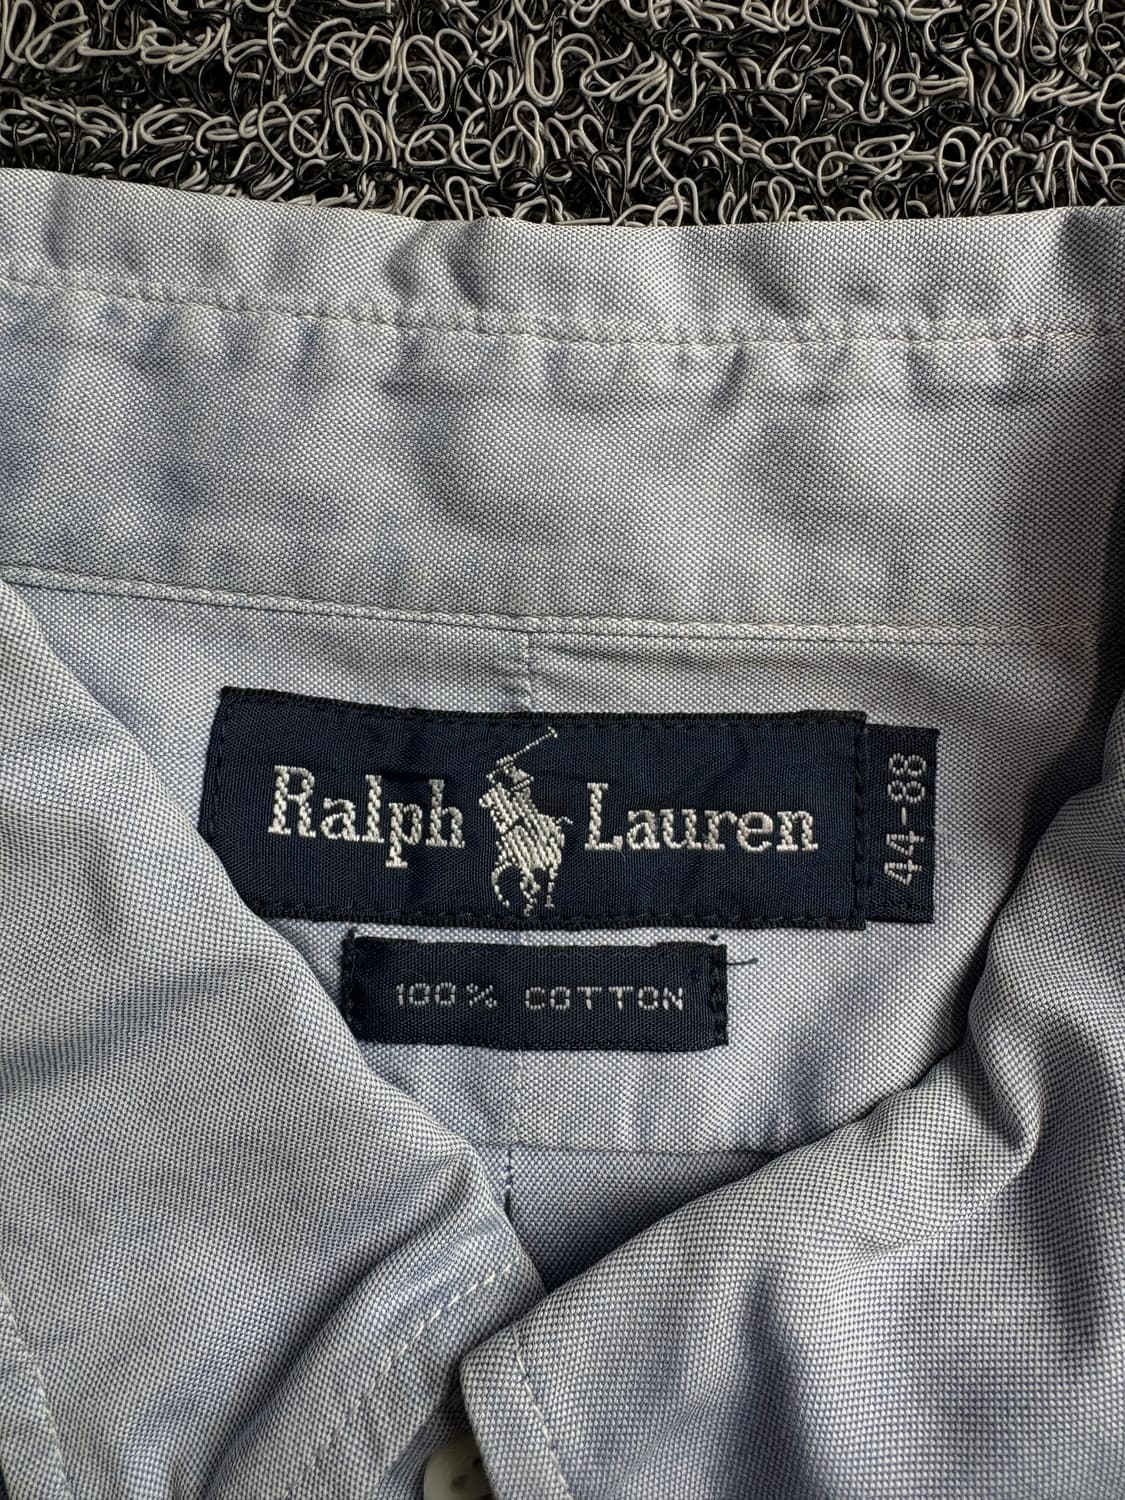 Ralph Lauren
44-88
100% COTTON